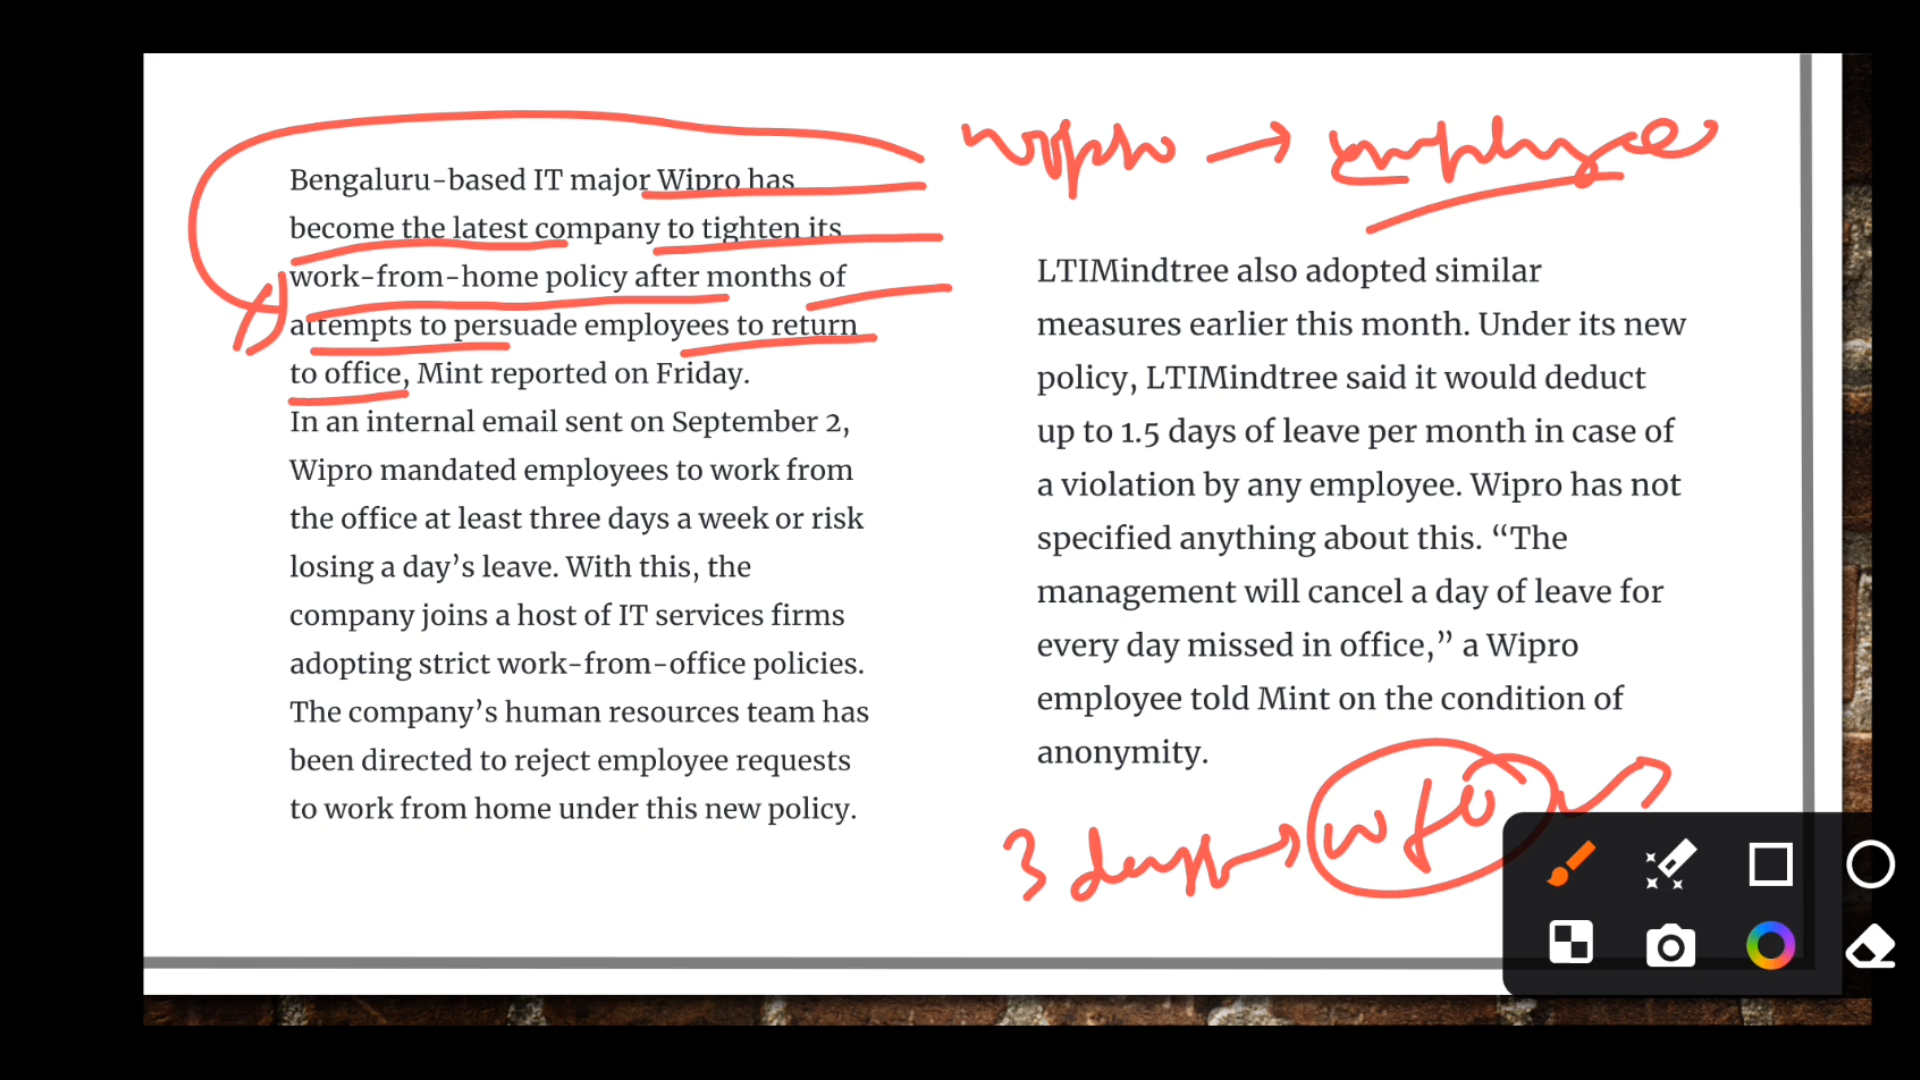 Bengaluru-based IT major Wipro has
become the latest company to tighten its
work-from-home policy after months of
attempts to persuade employees to return
to office, Mint reported on Friday.
In an internal email sent on September 2,
Wipro mandated employees to work from
the office at least three days a week or risk
losing a day’s leave. With this, the
company joins a host of IT services firms
adopting strict work-from-office policies.
The company’s human resources team has
been directed to reject employee requests
to work from home under this new policy.
wipro → employee
LTIMindtree also adopted similar
measures earlier this month. Under its new
policy, LTIMindtree said it would deduct
up to 1.5 days of leave per month in case of
a violation by any employee. Wipro has not
specified anything about this. “The
management will cancel a day of leave for
every day missed in office,” a Wipro
employee told Mint on the condition of
anonymity.
3 days → wfo